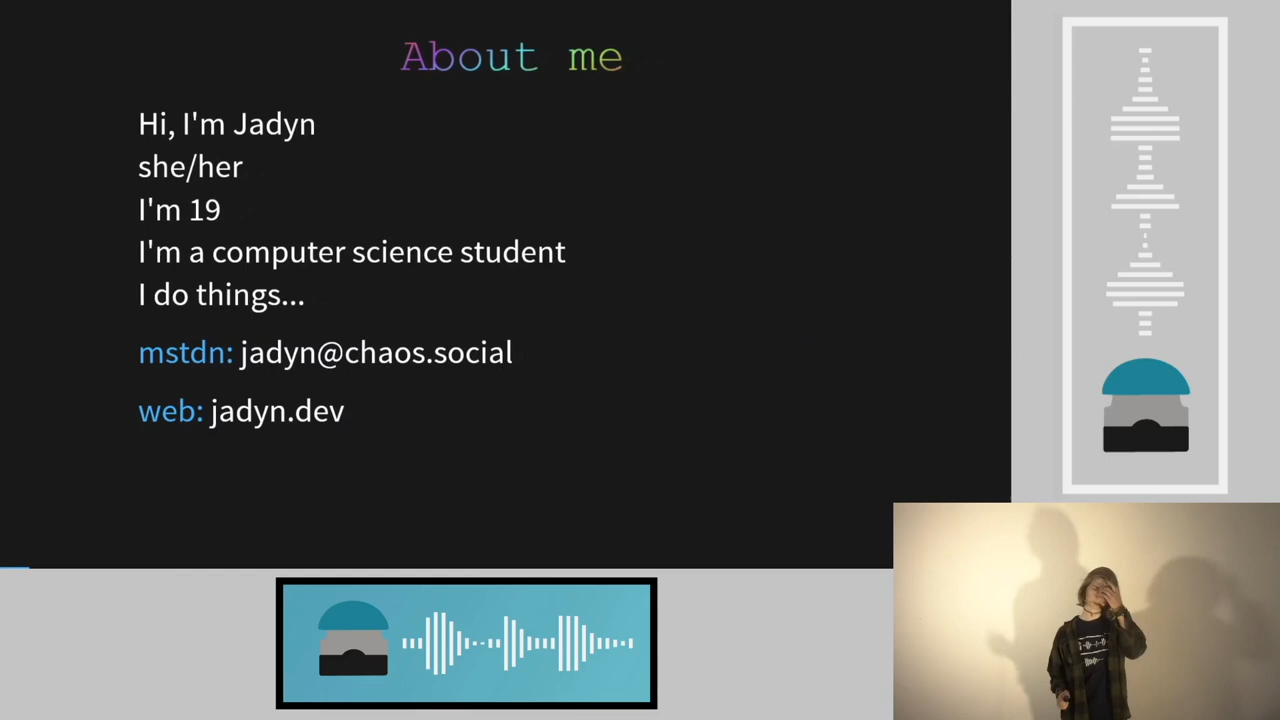 About me
Hi, I'm Jadyn
she/her
I'm 19
I'm a computer science student
I do things...
mstdn: jadyn@chaos.social
web: jadyn.dev